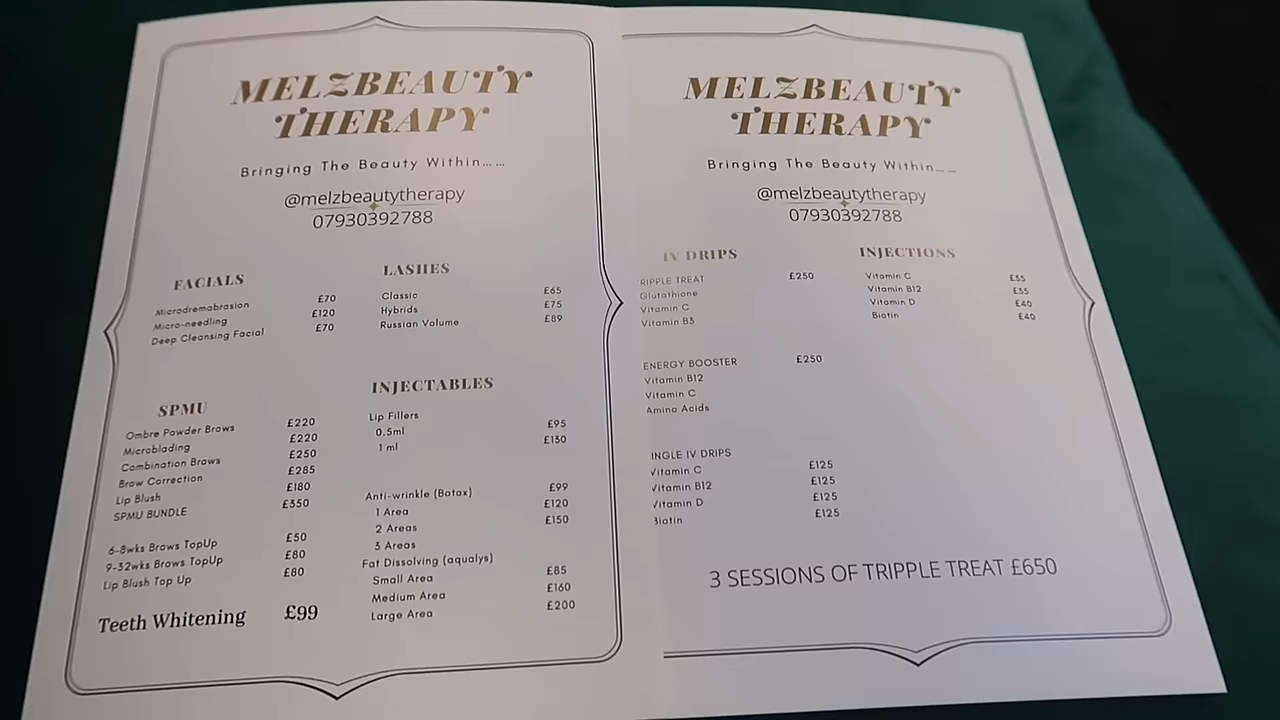 MELZBEAUTY
THERAPY
Bringing The Beauty Within......
@melzbeautytherapy
07930392788
FACIALS
Microdremabrasion £70
Micro-needling £120
Deep Cleansing Facial £70
LASHES
Classic £65
Hybrids £75
Russian Volume £89
SPMU
Ombre Powder Brows £220
Microblading £220
Combination Brows £250
Brow Correction £285
Lip Blush £180
SPMU BUNDLE £350
6-8wks Brows TopUp £50
9-32wks Brows TopUp £80
Lip Blush Top Up £80
Teeth Whitening £99
INJECTABLES
Lip Fillers
0.5ml £95
1 ml £130
Anti-wrinkle (Botox)
1 Area £99
2 Areas £120
3 Areas £150
Fat Dissolving (aqualys)
Small Area £85
Medium Area £160
Large Area £200
MELZBEAUTY
THERAPY
Bringing The Beauty Within......
@melzbeautytherapy
07930392788
IV DRIPS
RIPPLE TREAT £250
Glutathione
Vitamin C
Vitamin B3
ENERGY BOOSTER £250
Vitamin B12
Vitamin C
Amino Acids
INGLE IV DRIPS
Vitamin C £125
Vitamin B12 £125
Vitamin D £125
Biotin £125
INJECTIONS
Vitamin C £35
Vitamin B12 £35
Vitamin D £40
Biotin £40
3 SESSIONS OF TRIPPLE TREAT £650